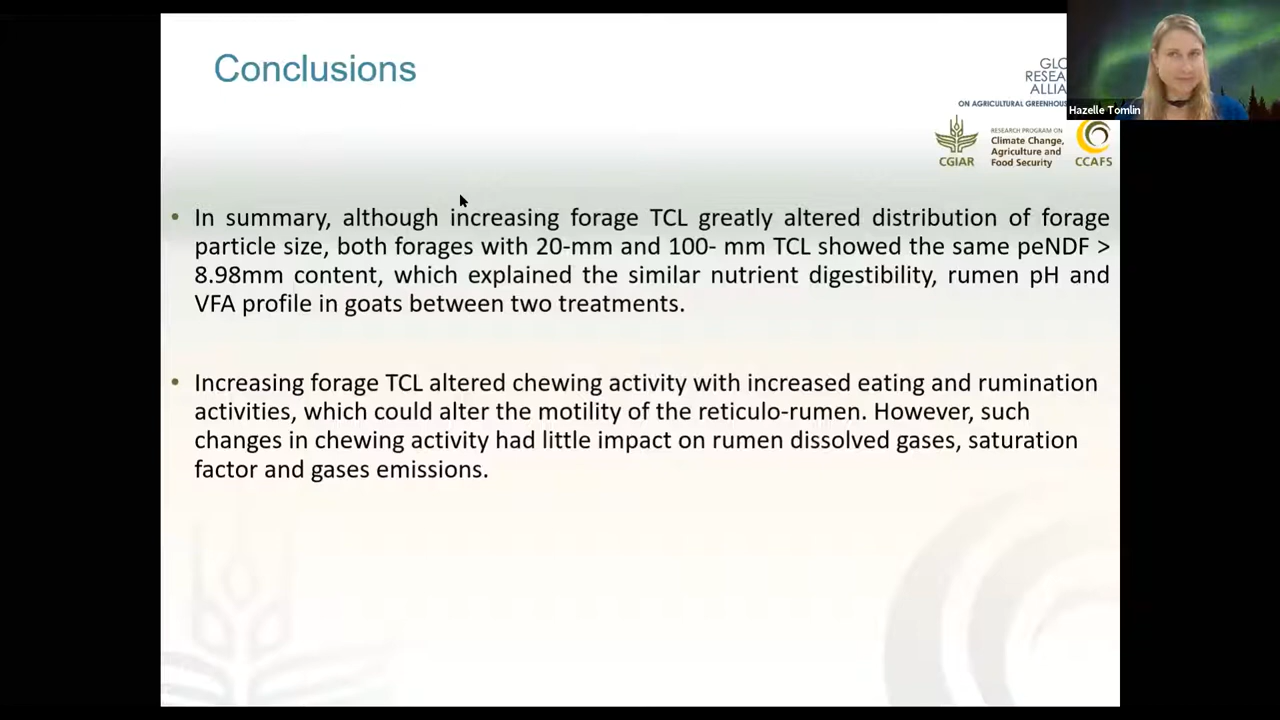 Conclusions
GLO
RESEA
ALLIA
ON AGRICULTURAL GREENHOUS
Hazelle Tomlin
CGIAR
RESEARCH PROGRAM ON
Climate Change,
Agriculture and
Food Security
CCAFS
• In summary, although increasing forage TCL greatly altered distribution of forage
particle size, both forages with 20-mm and 100- mm TCL showed the same peNDF >
8.98mm content, which explained the similar nutrient digestibility, rumen pH and
VFA profile in goats between two treatments.
• Increasing forage TCL altered chewing activity with increased eating and rumination
activities, which could alter the motility of the reticulo-rumen. However, such
changes in chewing activity had little impact on rumen dissolved gases, saturation
factor and gases emissions.